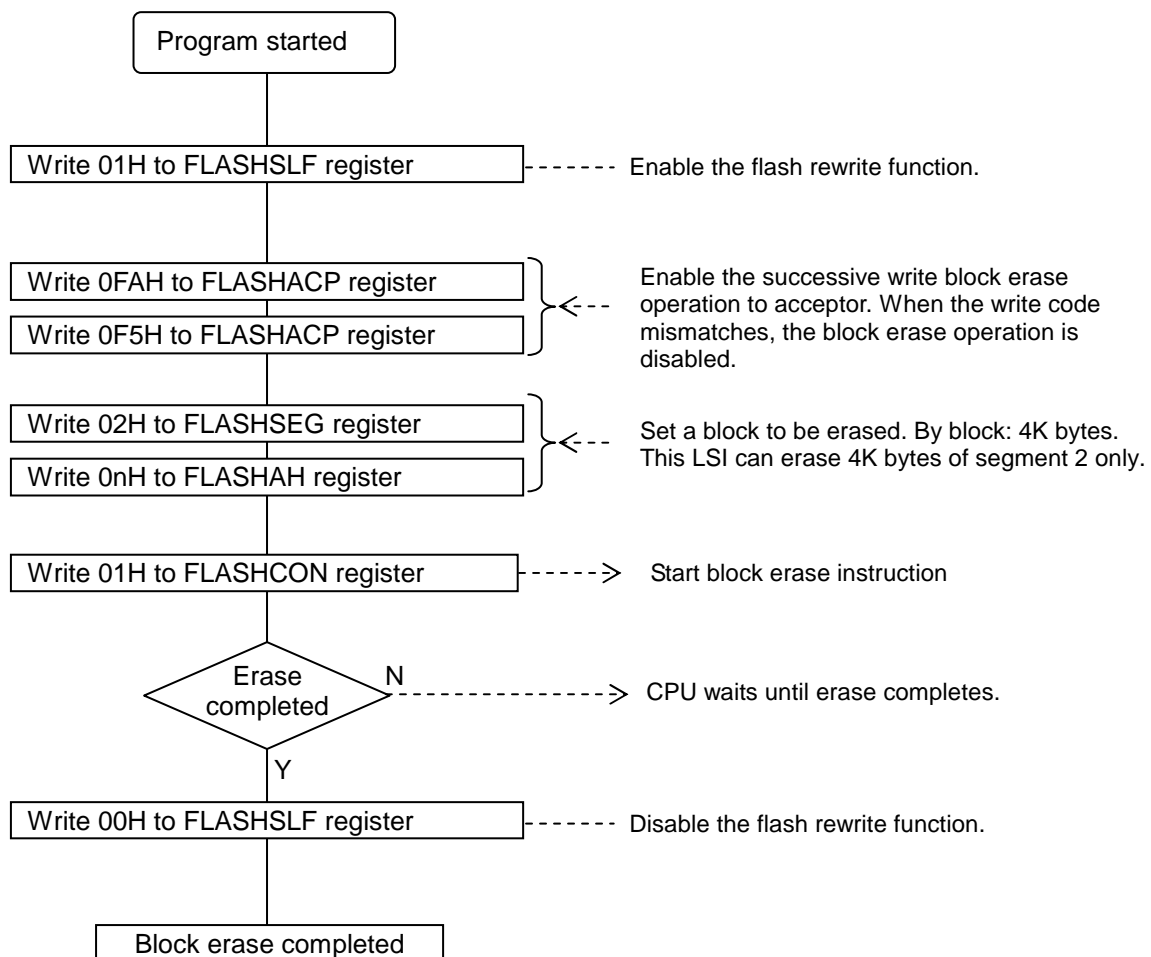 Program started
Write 01H to FLASHSLF register
Enable the flash rewrite function.
Write 0FAH to FLASHACP register
Write 0F5H to FLASHACP register
Enable the successive write block erase
operation to acceptor. When the write code
mismatches, the block erase operation is
disabled.
Write 02H to FLASHSEG register
Write 0nH to FLASHAH register
Set a block to be erased. By block: 4K bytes.
This LSI can erase 4K bytes of segment 2 only.
Write 01H to FLASHCON register
Start block erase instruction
Erase
completed
N
CPU waits until erase completes.
Y
Write 00H to FLASHSLF register
Disable the flash rewrite function.
Block erase completed